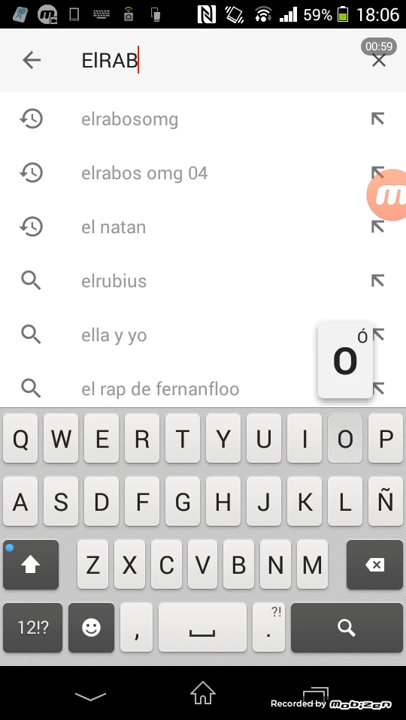 59% 18:06
00:59
ElRAB
elrabosomg
elrabos omg 04
el natan
elrubius
ella y yo
el rap de fernanfloo
Ó
O
Q W E R T Y U I O P
A S D F G H J K L Ñ
Z X C V B N M
12!? , ?! .
Recorded by Mobizen